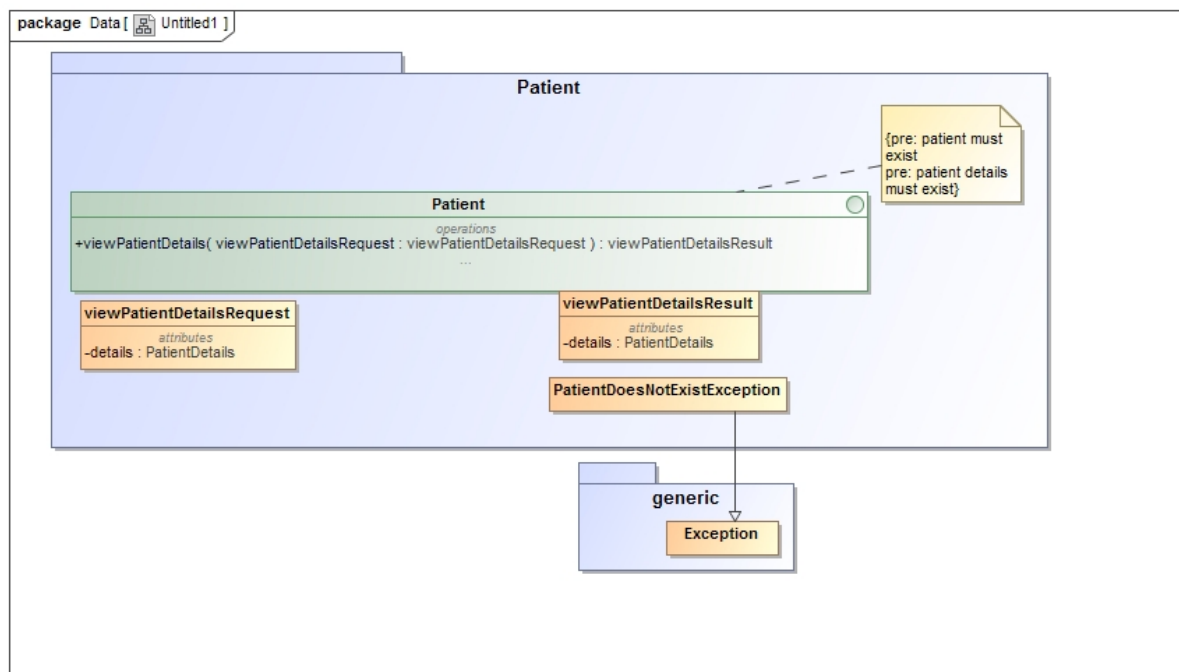 package Data [ Untitled1 ]
Patient
{pre: patient must
exist
pre: patient details
must exist}
Patient
operations
+viewPatientDetails( viewPatientDetailsRequest : viewPatientDetailsRequest ) : viewPatientDetailsResult
...
viewPatientDetailsRequest
attributes
-details : PatientDetails
viewPatientDetailsResult
attributes
-details : PatientDetails
PatientDoesNotExistException
generic
Exception